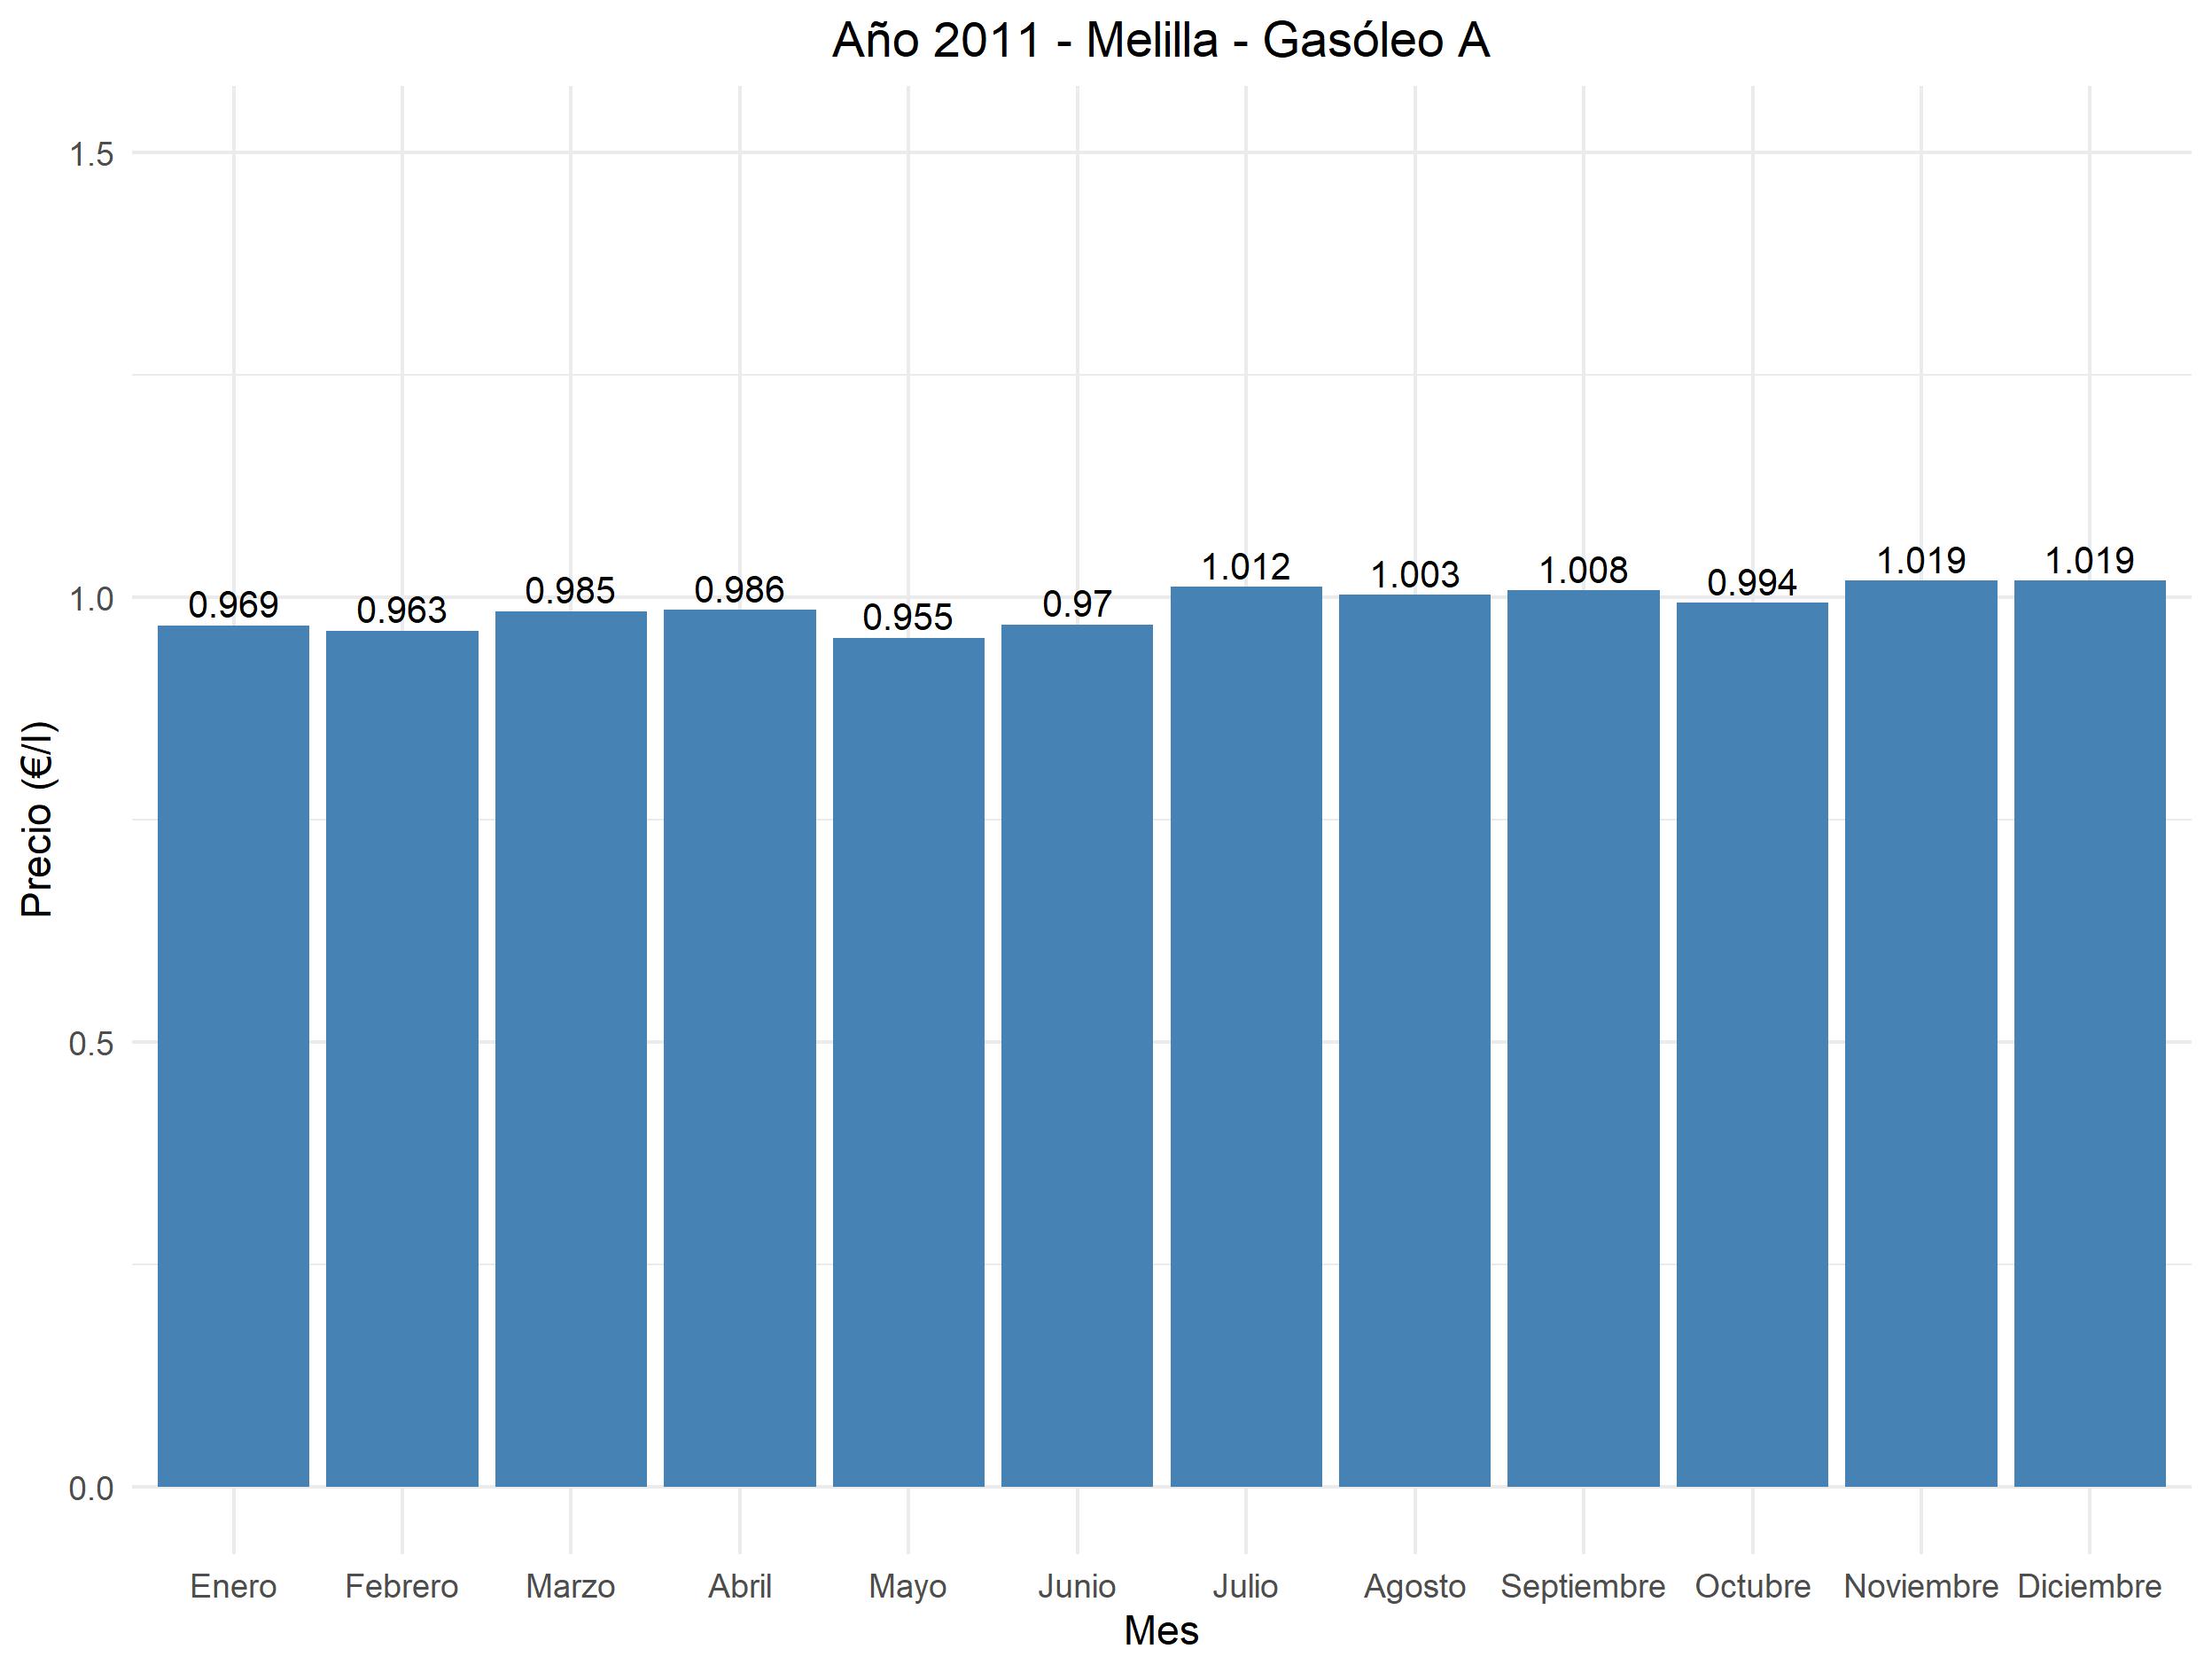 Año 2011 - Melilla - Gasóleo A
Precio (€/l)
1.5
1.0
0.5
0.0
0.969
0.963
0.985
0.986
0.955
0.97
1.012
1.003
1.008
0.994
1.019
1.019
Enero
Febrero
Marzo
Abril
Mayo
Junio
Julio
Agosto
Septiembre
Octubre
Noviembre
Diciembre
Mes